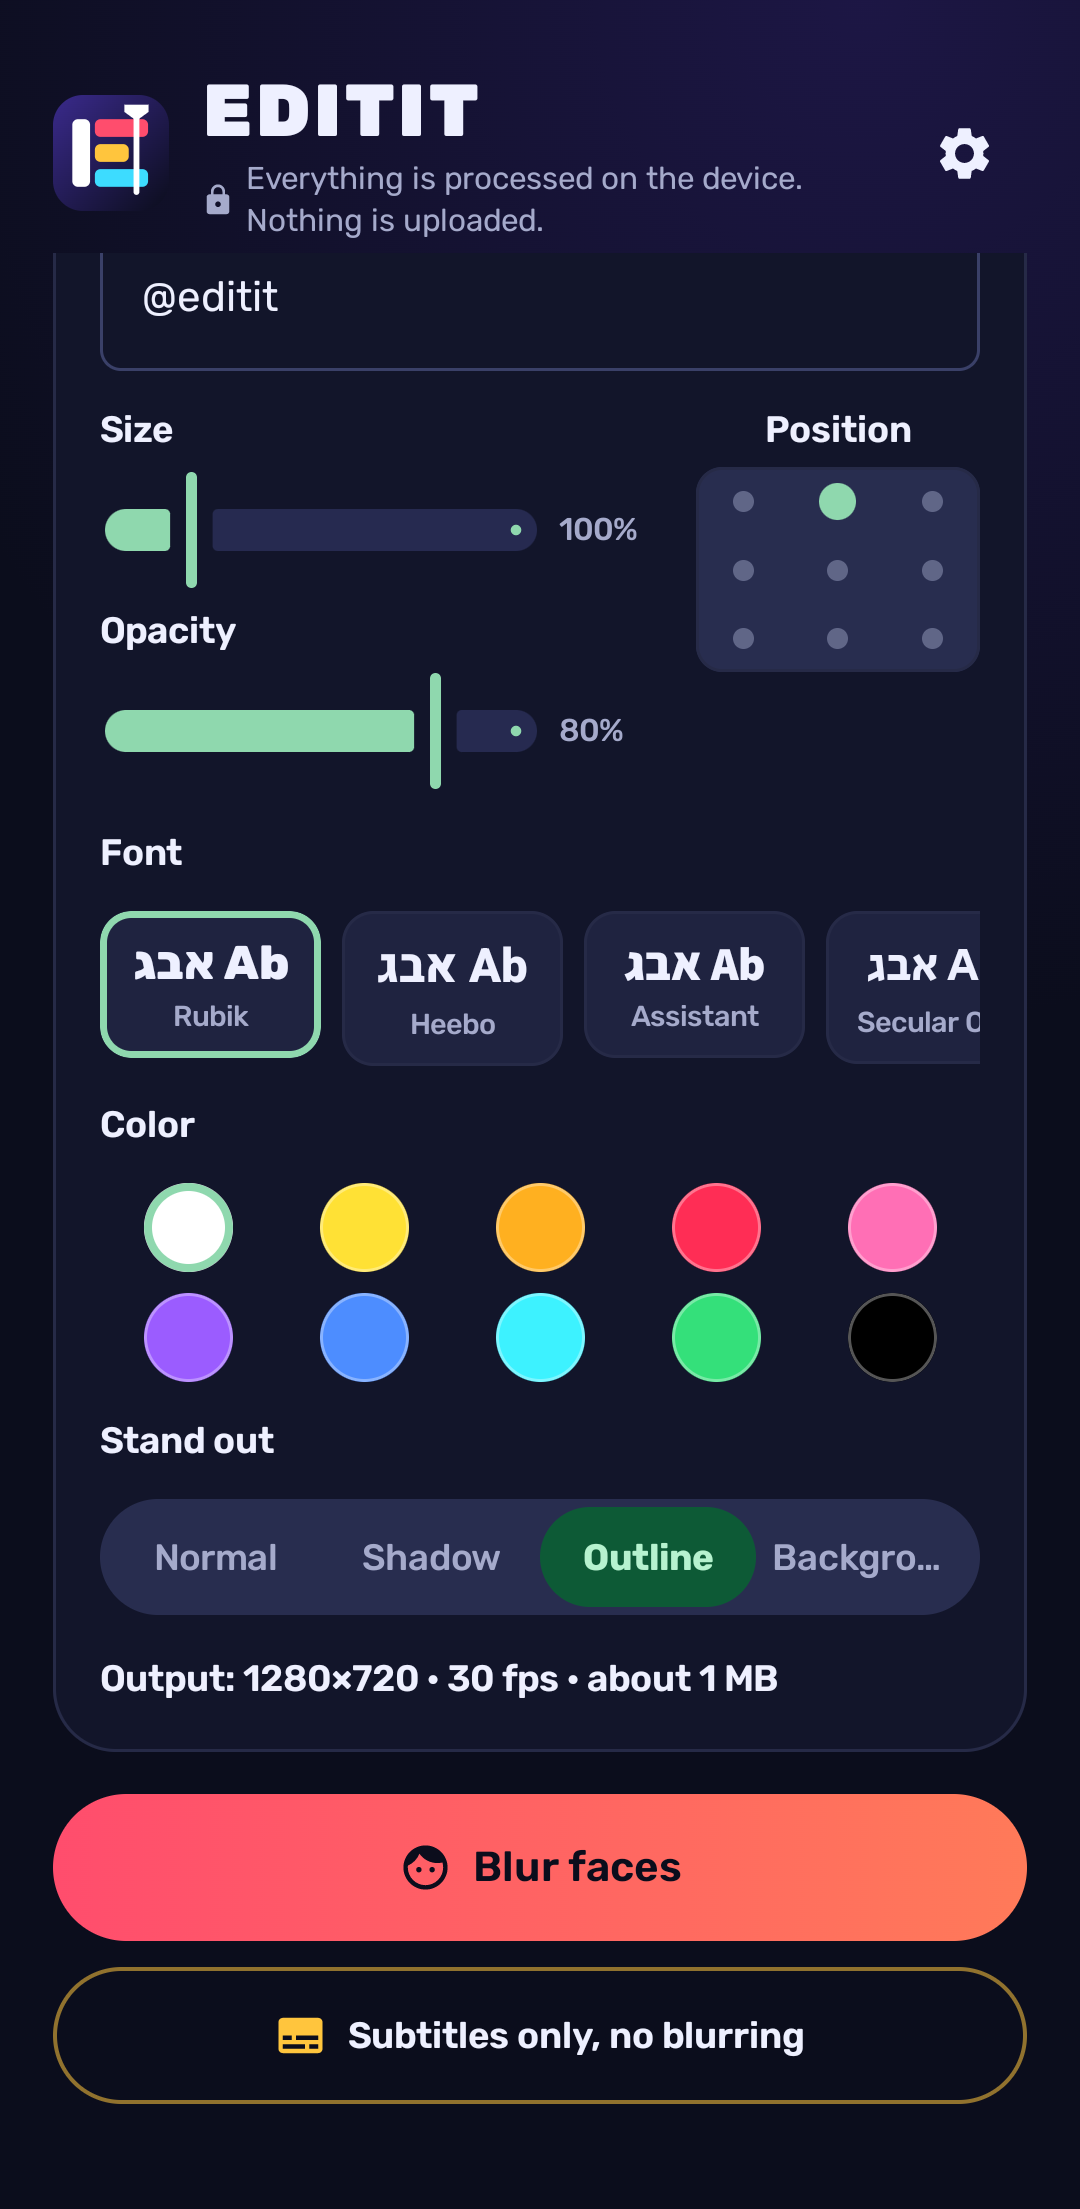 EDITIT
Everything is processed on the device.
Nothing is uploaded.
@editit
Size
Position
100%
Opacity
80%
Font
אבג Ab
Rubik
אבג Ab
Heebo
אבג Ab
Assistant
אבג A
Secular O
Color
Stand out
Normal
Shadow
Outline
Backgro...
Output: 1280×720 • 30 fps • about 1 MB
Blur faces
Subtitles only, no blurring